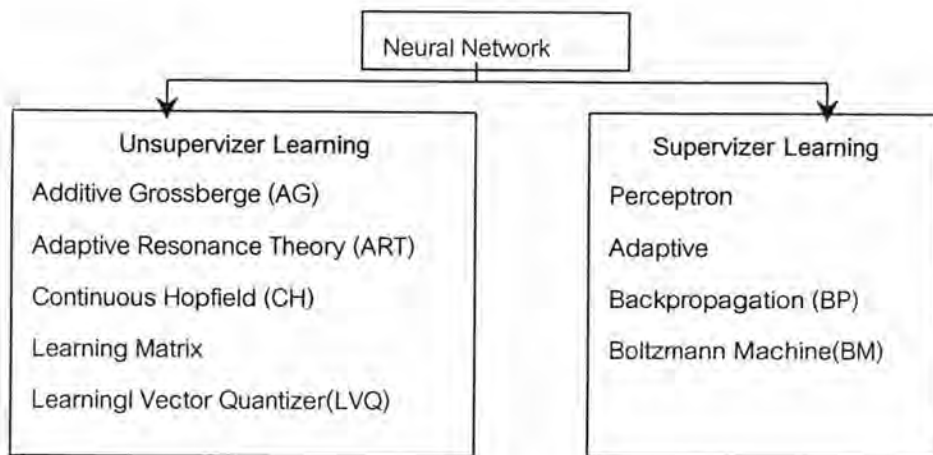 Neural Network
Unsupervizer Learning
Additive Grossberge (AG)
Adaptive Resonance Theory (ART)
Continuous Hopfield (CH)
Learning Matrix
Learningl Vector Quantizer(LVQ)
Supervizer Learning
Perceptron
Adaptive
Backpropagation (BP)
Boltzmann Machine(BM)